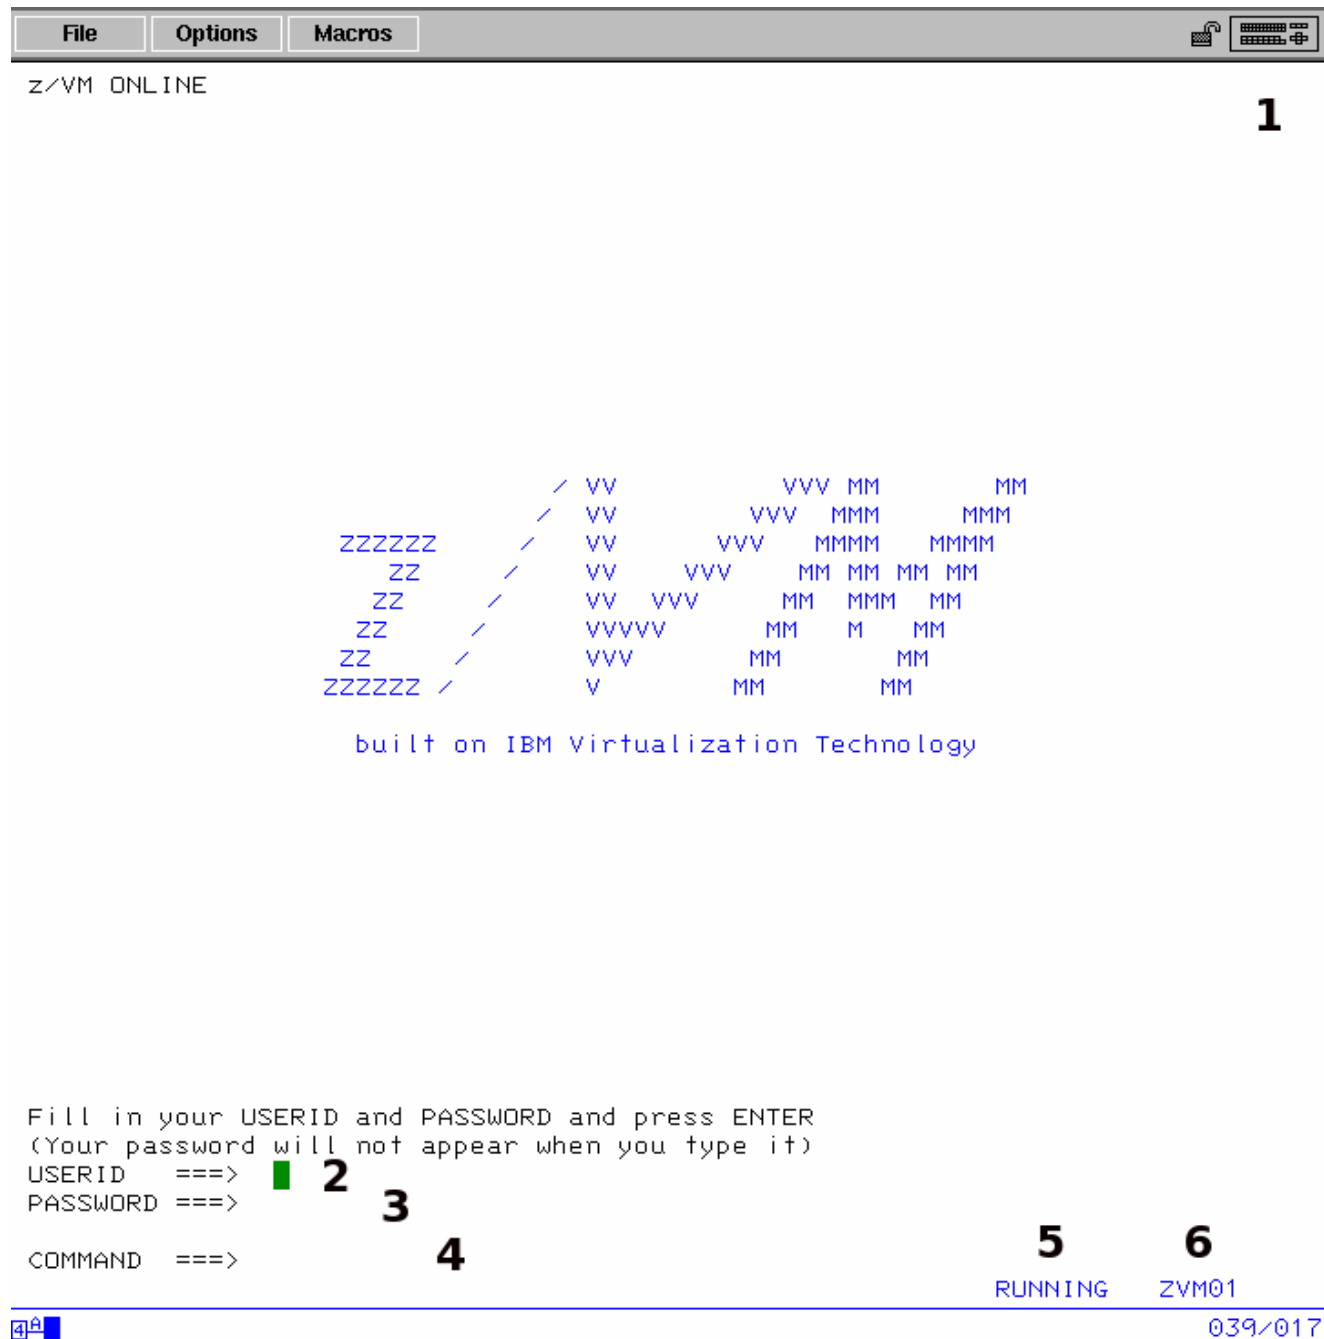 File Options Macros
z/VM ONLINE
1
/ VV VVV MM MM
/ VV VVV MMM MMM
ZZZZZZ / VV VVV MMMM MMMM
ZZ / VV VVV MM MM MM MM
ZZ / VV VVV MM MMM MM
ZZ / VVVVV MM M MM
ZZ / VVV MM MM
ZZZZZZ / V MM MM
built on IBM Virtualization Technology
Fill in your USERID and PASSWORD and press ENTER
(Your password will not appear when you type it)
USERID ===> 2
PASSWORD ===> 3
COMMAND ===> 4
5 6
RUNNING ZVM01
4A 039/017